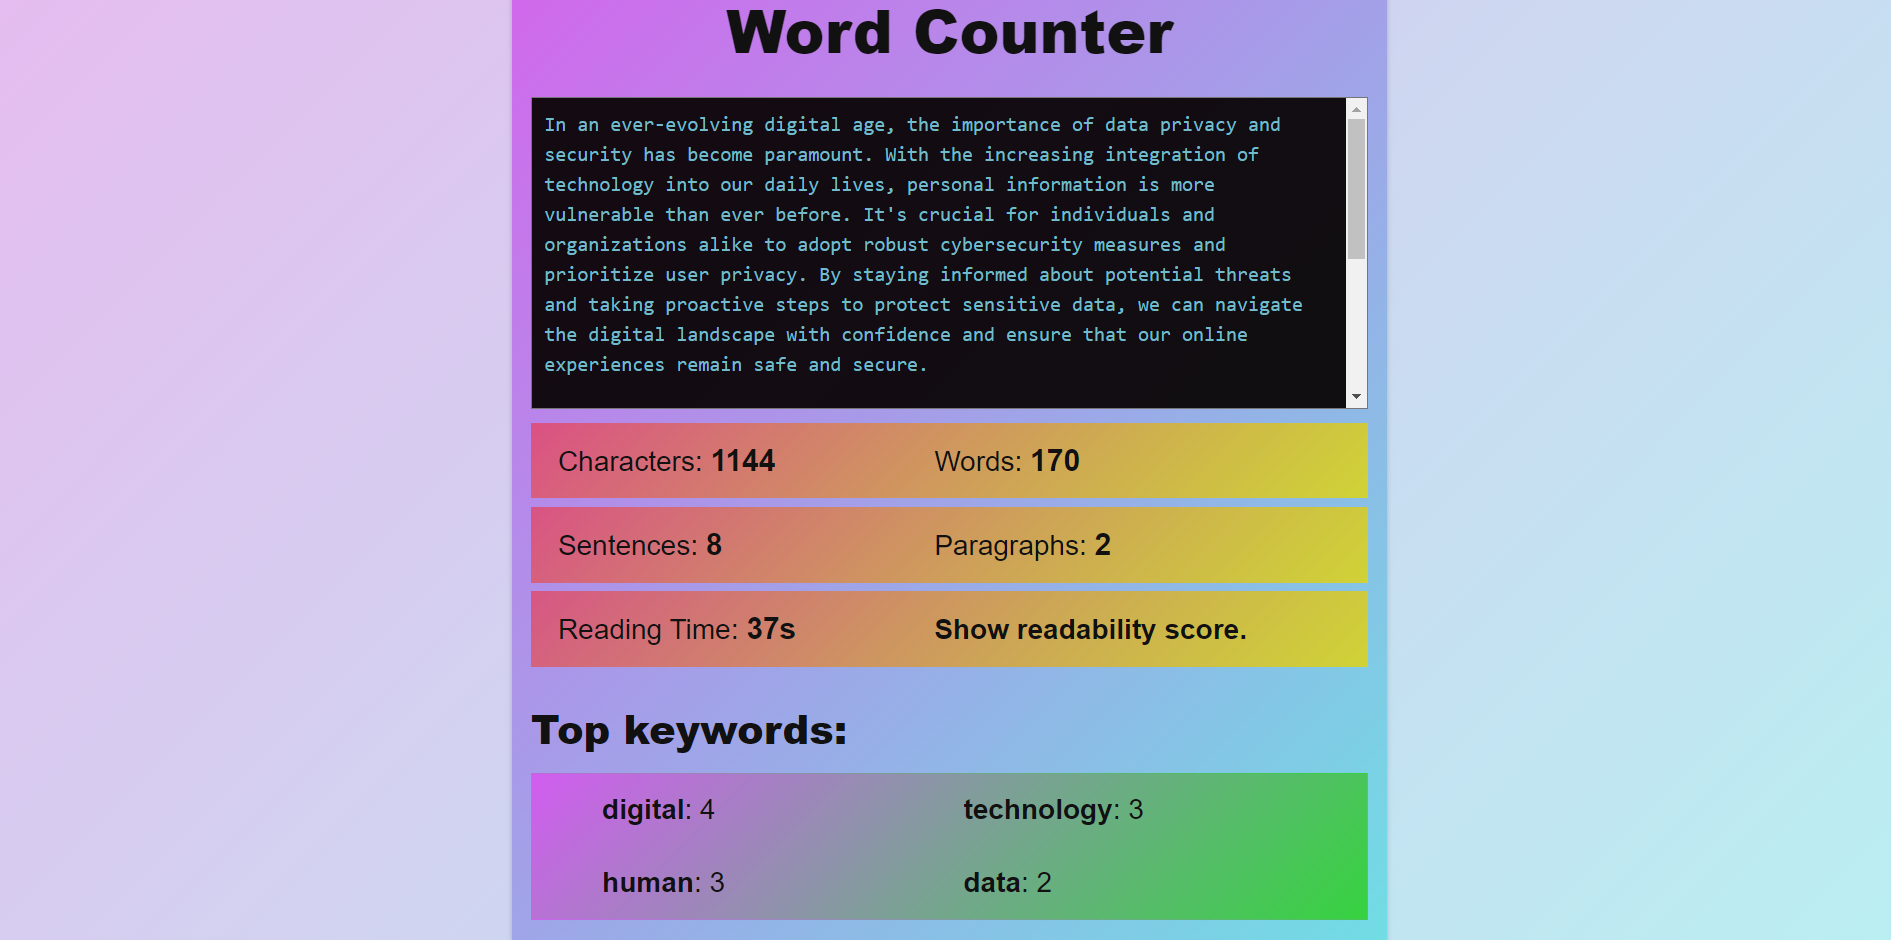 Word Counter
In an ever-evolving digital age, the importance of data privacy and
security has become paramount. With the increasing integration of
technology into our daily lives, personal information is more
vulnerable than ever before. It's crucial for individuals and
organizations alike to adopt robust cybersecurity measures and
prioritize user privacy. By staying informed about potential threats
and taking proactive steps to protect sensitive data, we can navigate
the digital landscape with confidence and ensure that our online
experiences remain safe and secure.
Characters: 1144 Words: 170
Sentences: 8 Paragraphs: 2
Reading Time: 37s Show readability score.
Top keywords:
digital: 4 technology: 3
human: 3 data: 2